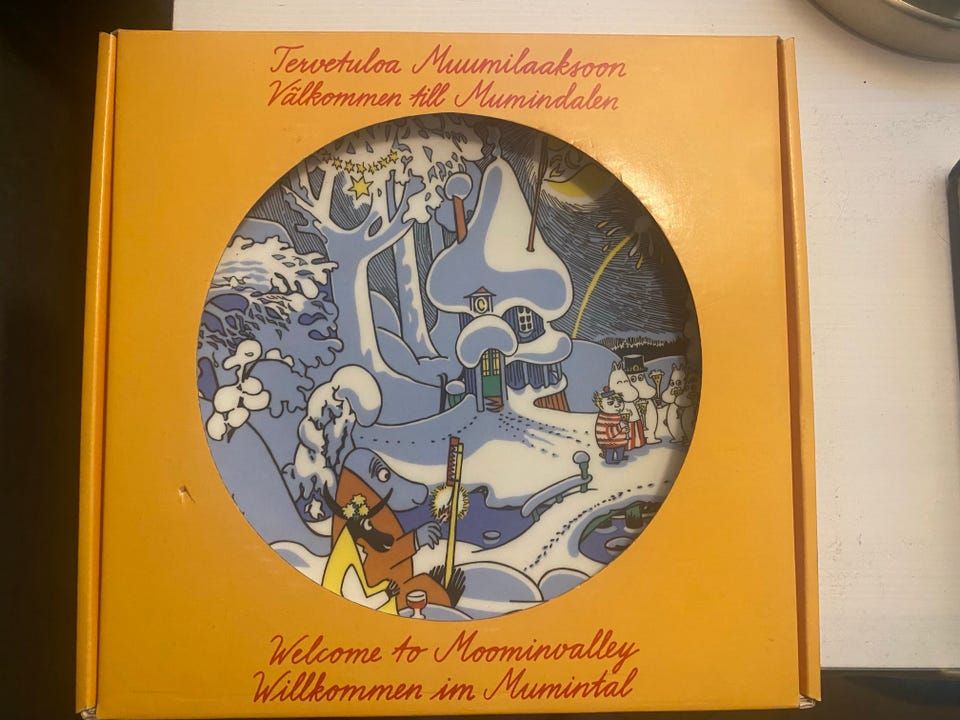 Tervetuloa Muumilaaksoon
Välkommen till Mumindalen
Welcome to Moominvalley
Willkommen im Mumintal